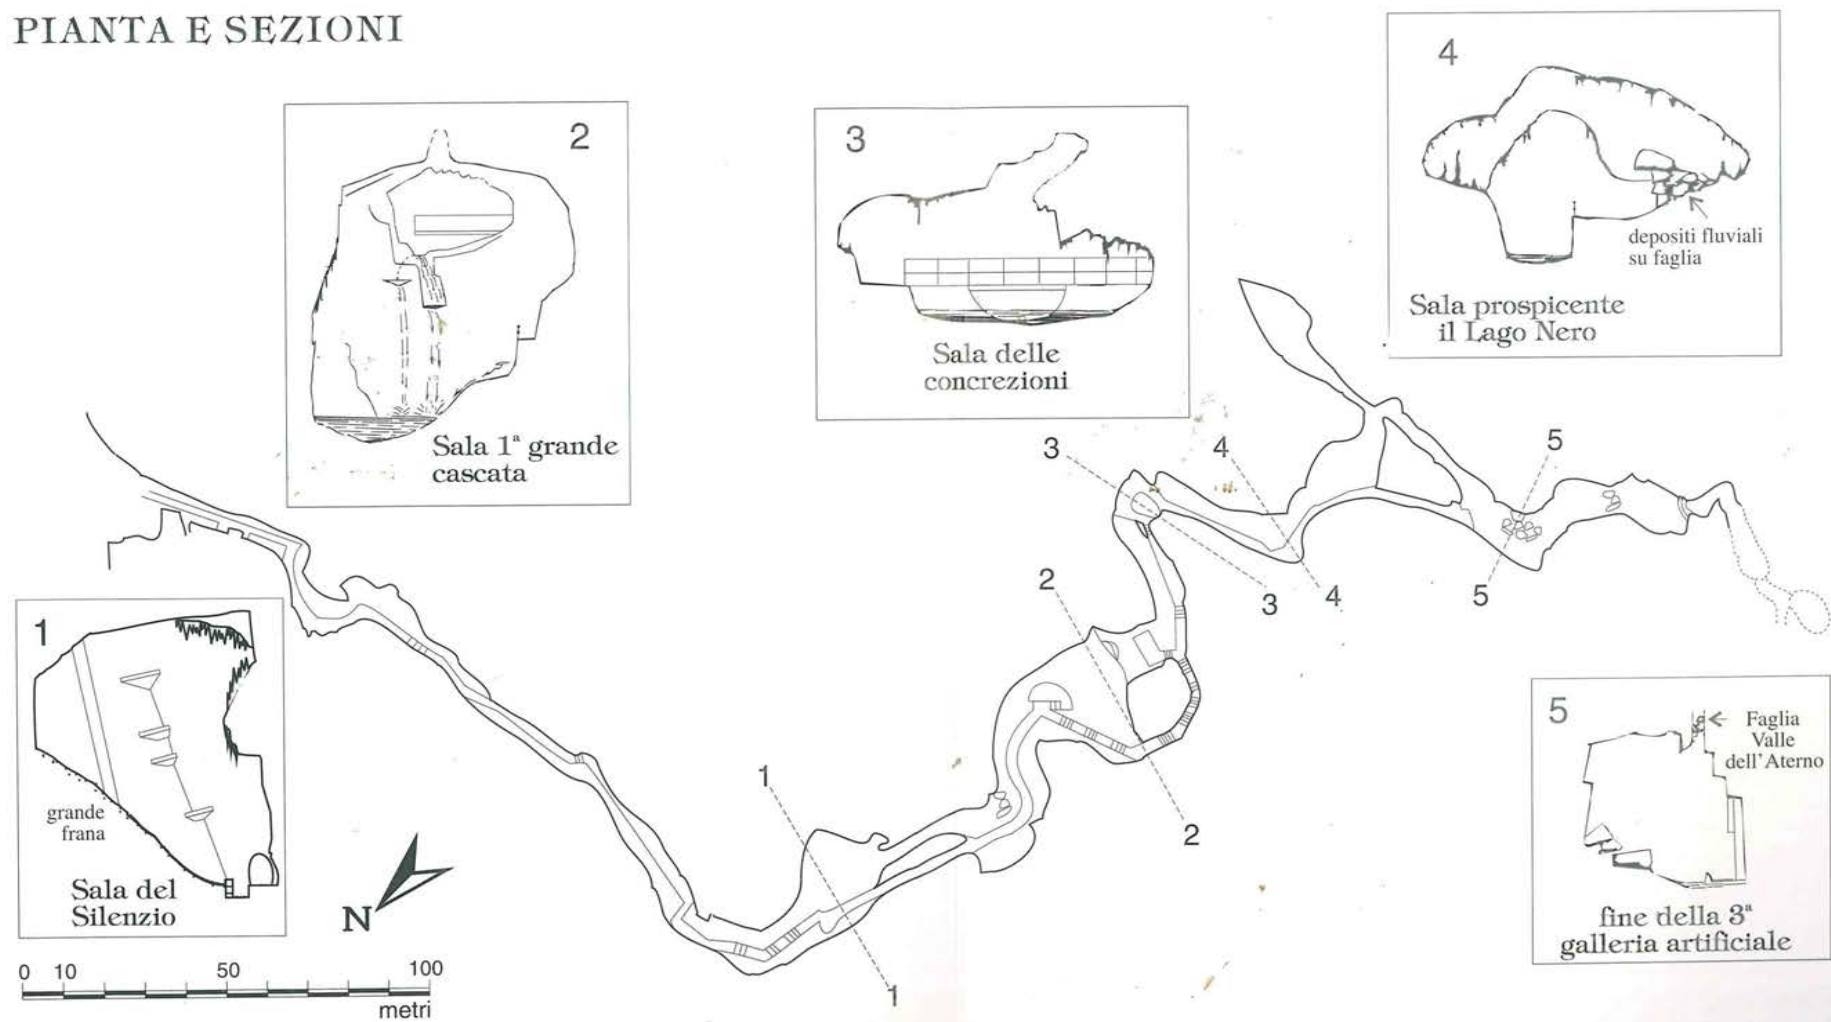 PIANTA E SEZIONI
2
Sala 1ª grande
cascata
3
Sala delle
concrezioni
4
depositi fluviali
su faglia
Sala prospicente
il Lago Nero
1
grande
frana
Sala del
Silenzio
5
Faglia
Valle
dell'Aterno
fine della 3ª
galleria artificiale
3
4
5
2
3
4
5
1
2
1
N
0 10 50 100
metri